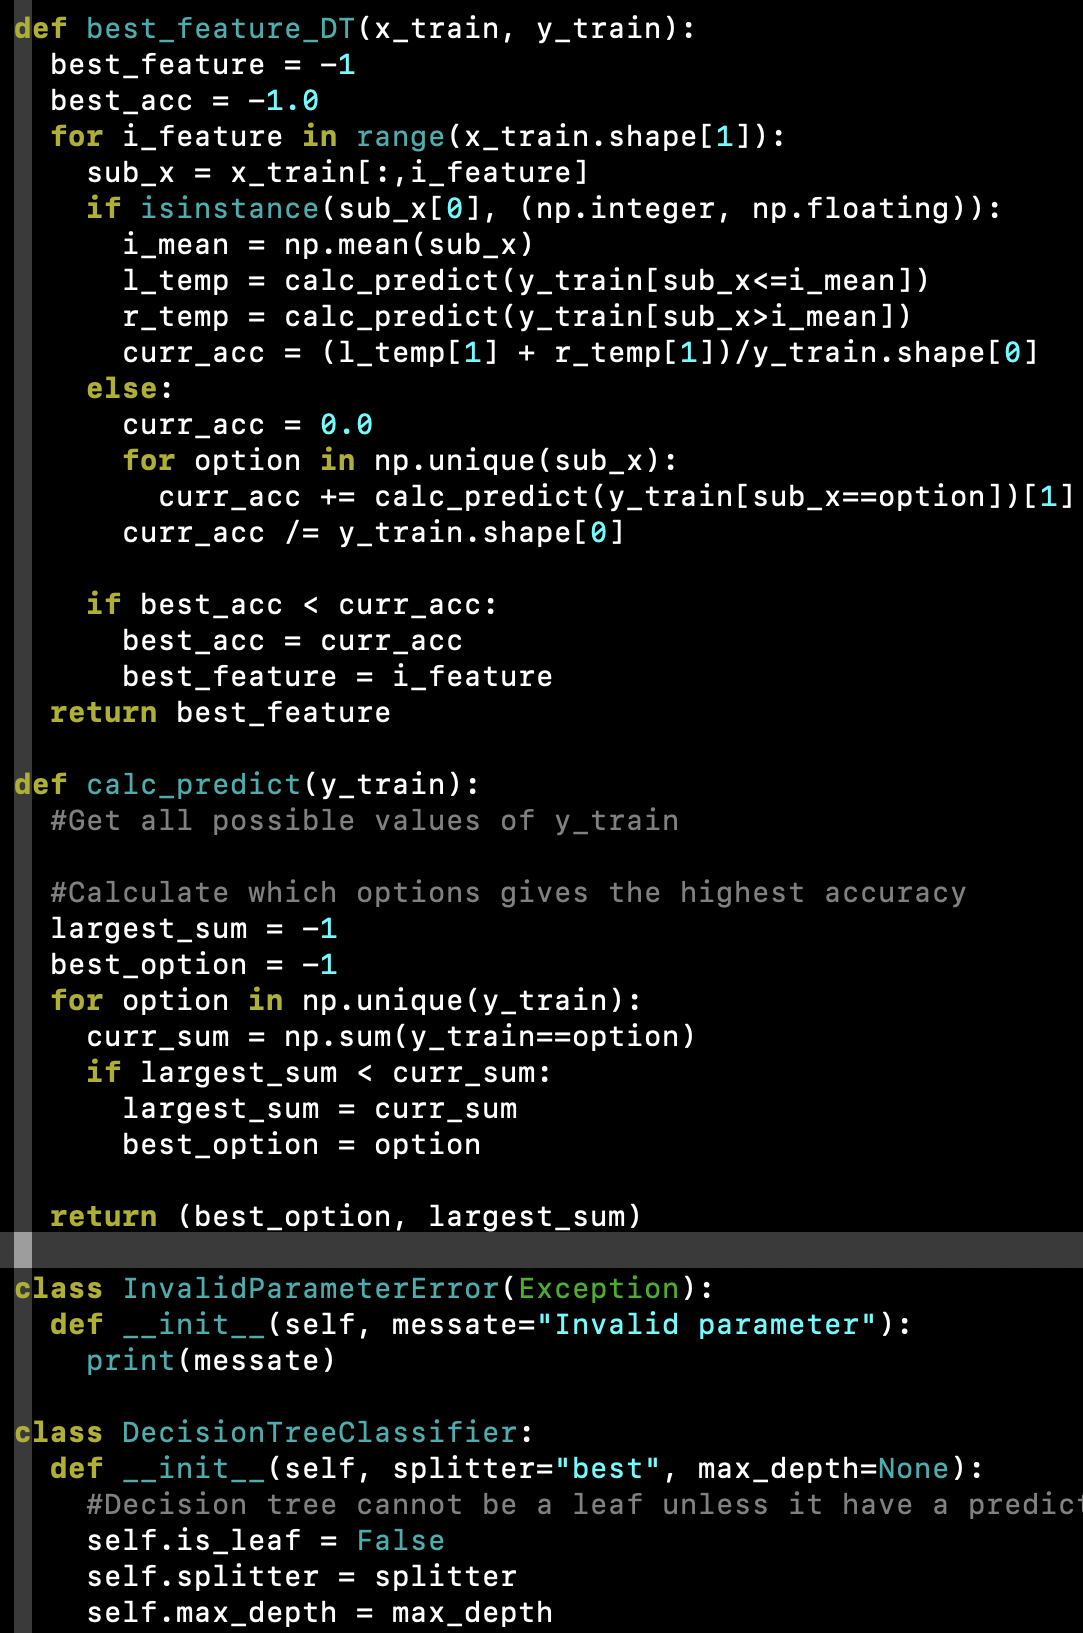 def best_feature_DT(x_train, y_train):
  best_feature = -1
  best_acc = -1.0
  for i_feature in range(x_train.shape[1]):
    sub_x = x_train[:,i_feature]
    if isinstance(sub_x[0], (np.integer, np.floating)):
      i_mean = np.mean(sub_x)
      l_temp = calc_predict(y_train[sub_x<=i_mean])
      r_temp = calc_predict(y_train[sub_x>i_mean])
      curr_acc = (l_temp[1] + r_temp[1])/y_train.shape[0]
    else:
      curr_acc = 0.0
      for option in np.unique(sub_x):
        curr_acc += calc_predict(y_train[sub_x==option])[1]
      curr_acc /= y_train.shape[0]

    if best_acc < curr_acc:
      best_acc = curr_acc
      best_feature = i_feature
  return best_feature

def calc_predict(y_train):
  #Get all possible values of y_train

  #Calculate which options gives the highest accuracy
  largest_sum = -1
  best_option = -1
  for option in np.unique(y_train):
    curr_sum = np.sum(y_train==option)
    if largest_sum < curr_sum:
      largest_sum = curr_sum
      best_option = option

  return (best_option, largest_sum)

class InvalidParameterError(Exception):
  def __init__(self, messate="Invalid parameter"):
    print(messate)

class DecisionTreeClassifier:
  def __init__(self, splitter="best", max_depth=None):
    #Decision tree cannot be a leaf unless it have a predict
    self.is_leaf = False
    self.splitter = splitter
    self.max_depth = max_depth